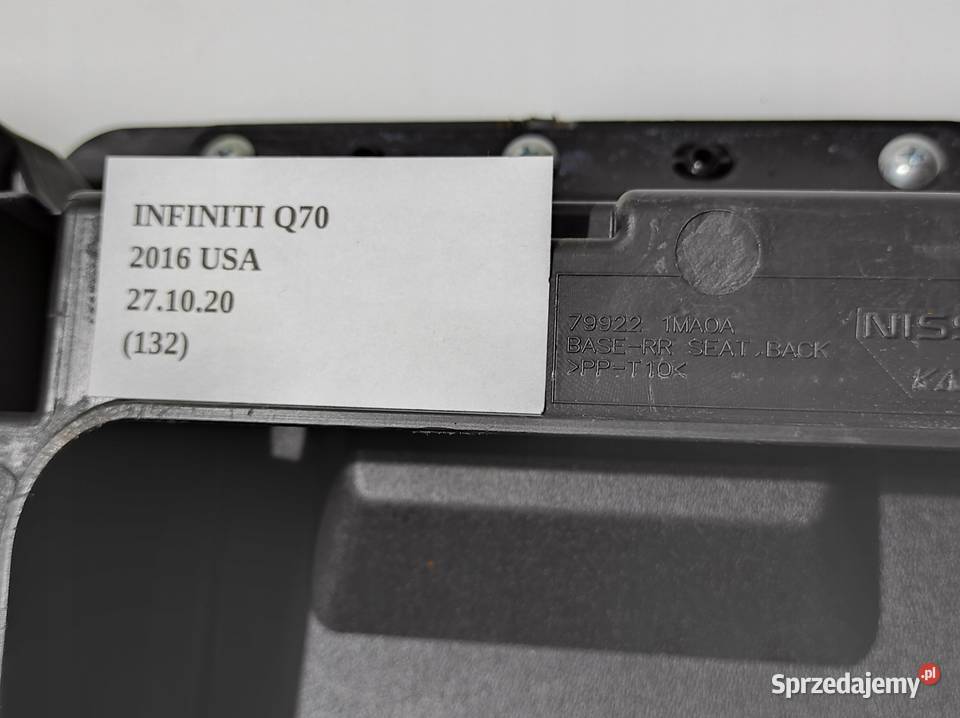 INFINITI Q70
2016 USA
27.10.20
(132)
79922 1MA0A
BASE-RR SEAT BACK
>PP-T10<
Sprzedajemy.pl